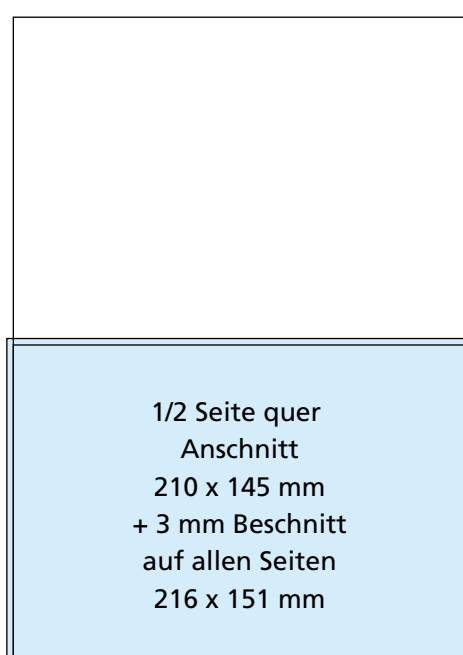 1/2 Seite quer
Anschnitt
210 x 145 mm
+ 3 mm Beschnitt
auf allen Seiten
216 x 151 mm